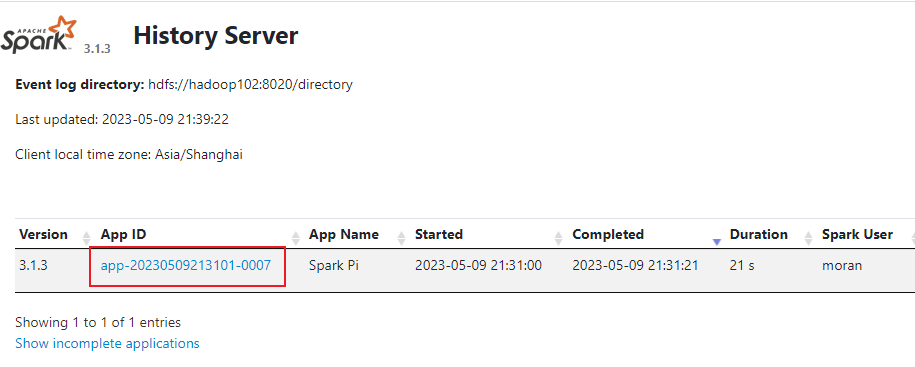 APACHE
Spark 3.1.3 History Server
Event log directory: hdfs://hadoop102:8020/directory
Last updated: 2023-05-09 21:39:22
Client local time zone: Asia/Shanghai
Version App ID App Name Started Completed Duration Spark User
3.1.3 app-20230509213101-0007 Spark Pi 2023-05-09 21:31:00 2023-05-09 21:31:21 21 s moran
Showing 1 to 1 of 1 entries
Show incomplete applications